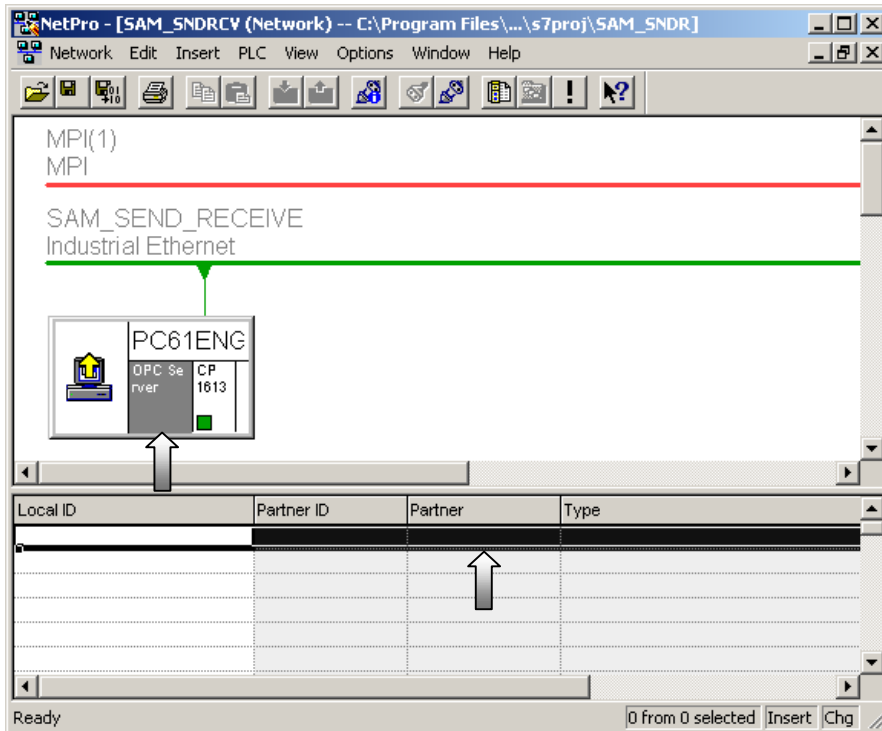 NetPro - [SAM_SNDRCV (Network) -- C:\Program Files\...\s7proj\SAM_SNDR]
Network Edit Insert PLC View Options Window Help
MPI(1)
MPI
SAM_SEND_RECEIVE
Industrial Ethernet
PC61ENG
OPC Se CP
rver 1613
Local ID Partner ID Partner Type
Ready 0 from 0 selected Insert Chg